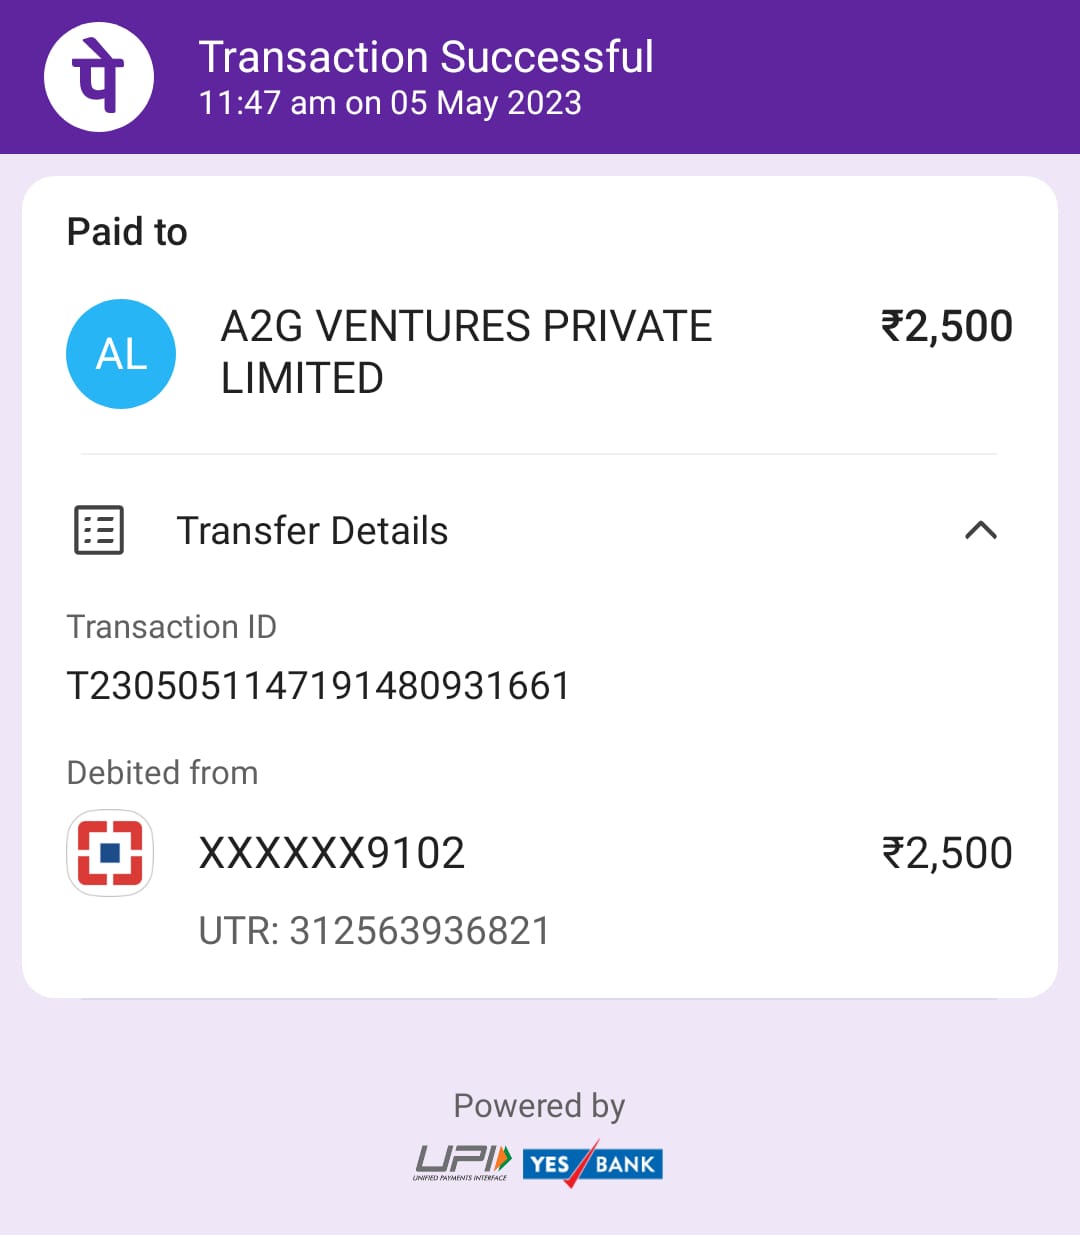 पे
Transaction Successful
11:47 am on 05 May 2023
Paid to
AL
A2G VENTURES PRIVATE
LIMITED
₹2,500
Transfer Details
Transaction ID
T2305051147191480931661
Debited from
XXXXXX9102
₹2,500
UTR: 312563936821
Powered by
UPI
UNIFIED PAYMENTS INTERFACE
YES BANK